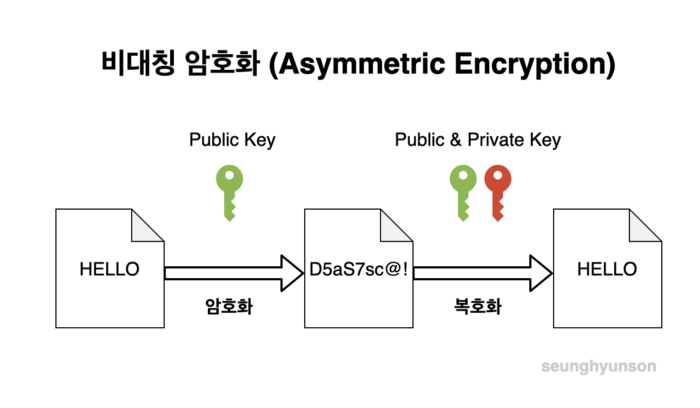 비대칭 암호화 (Asymmetric Encryption)
Public Key
Public & Private Key
HELLO
D5aS7sc@!
HELLO
암호화
복호화
seunghyunson